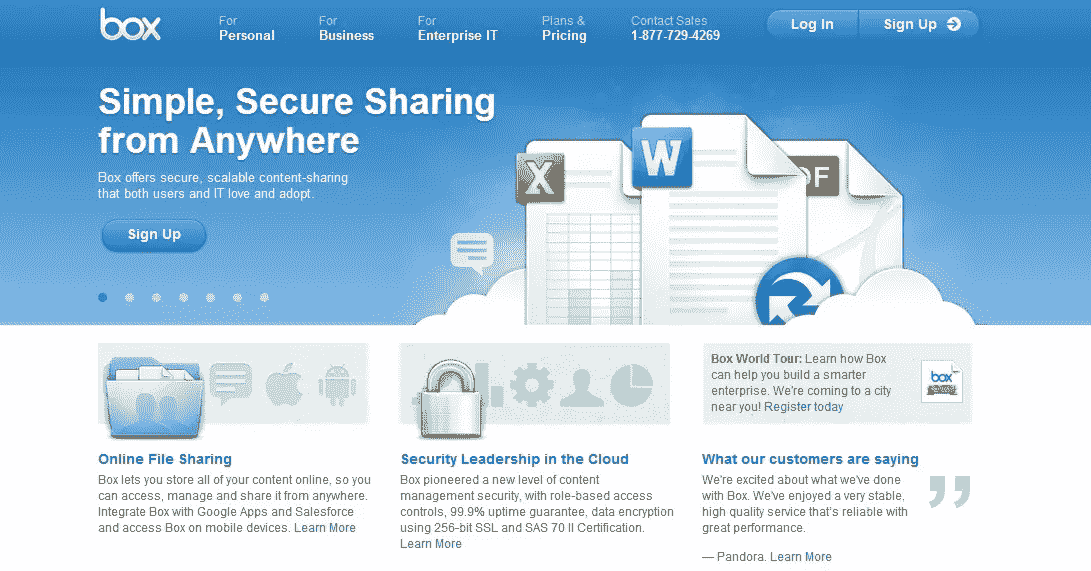 box
For
Personal
For
Business
For
Enterprise IT
Plans &
Pricing
Contact Sales
1-877-729-4269
Log In
Sign Up
Simple, Secure Sharing
from Anywhere
Box offers secure, scalable content-sharing
that both users and IT love and adopt.
Sign Up
X
W
DF
Box World Tour: Learn how Box
can help you build a smarter
enterprise. We're coming to a city
near you! Register today
box
Online File Sharing
Box lets you store all of your content online, so you
can access, manage and share it from anywhere.
Integrate Box with Google Apps and Salesforce
and access Box on mobile devices. Learn More
Security Leadership in the Cloud
Box pioneered a new level of content
management security, with role-based access
controls, 99.9% uptime guarantee, data encryption
using 256-bit SSL and SAS 70 II Certification.
Learn More
What our customers are saying
We're excited about what we've done
with Box. We've enjoyed a very stable,
high quality service that's reliable with
great performance.
— Pandora. Learn More